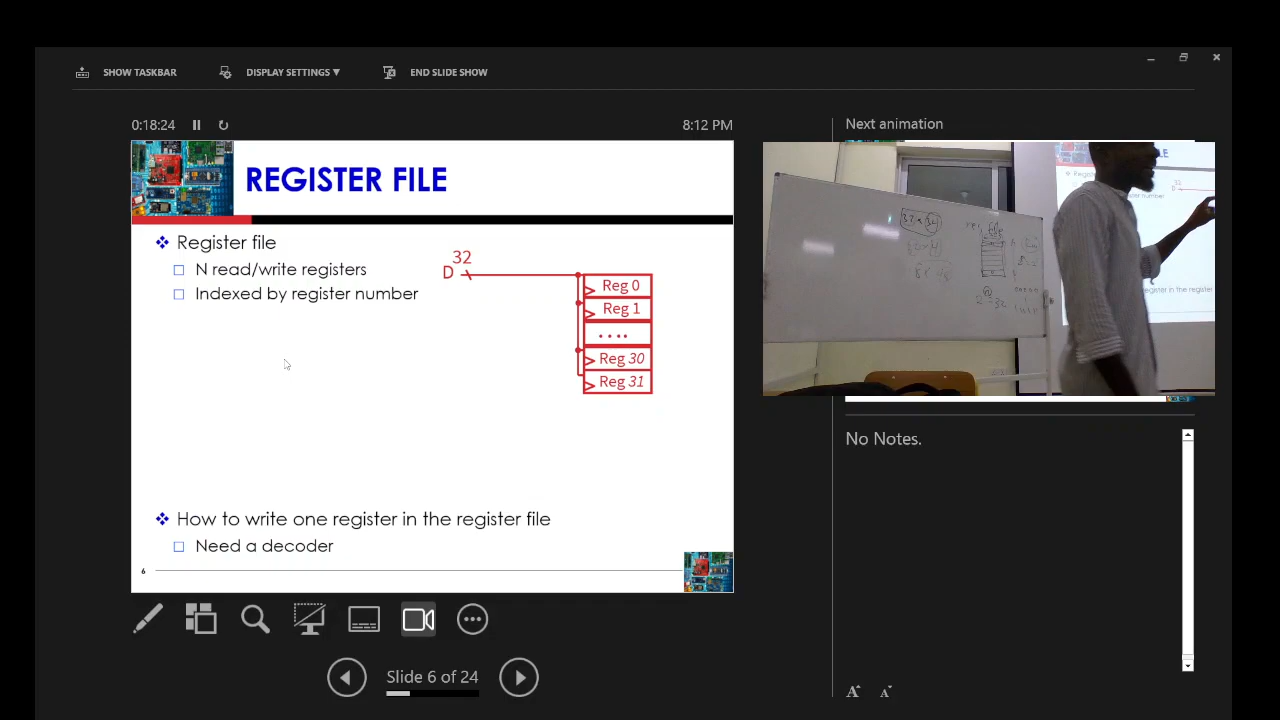 SHOW TASKBAR
DISPLAY SETTINGS ▼
END SLIDE SHOW
0:18:24
8:12 PM
Next animation
REGISTER FILE
Register file
N read/write registers
Indexed by register number
32
D
Reg 0
Reg 1
....
Reg 30
Reg 31
How to write one register in the register file
Need a decoder
6
No Notes.
Slide 6 of 24
A
A